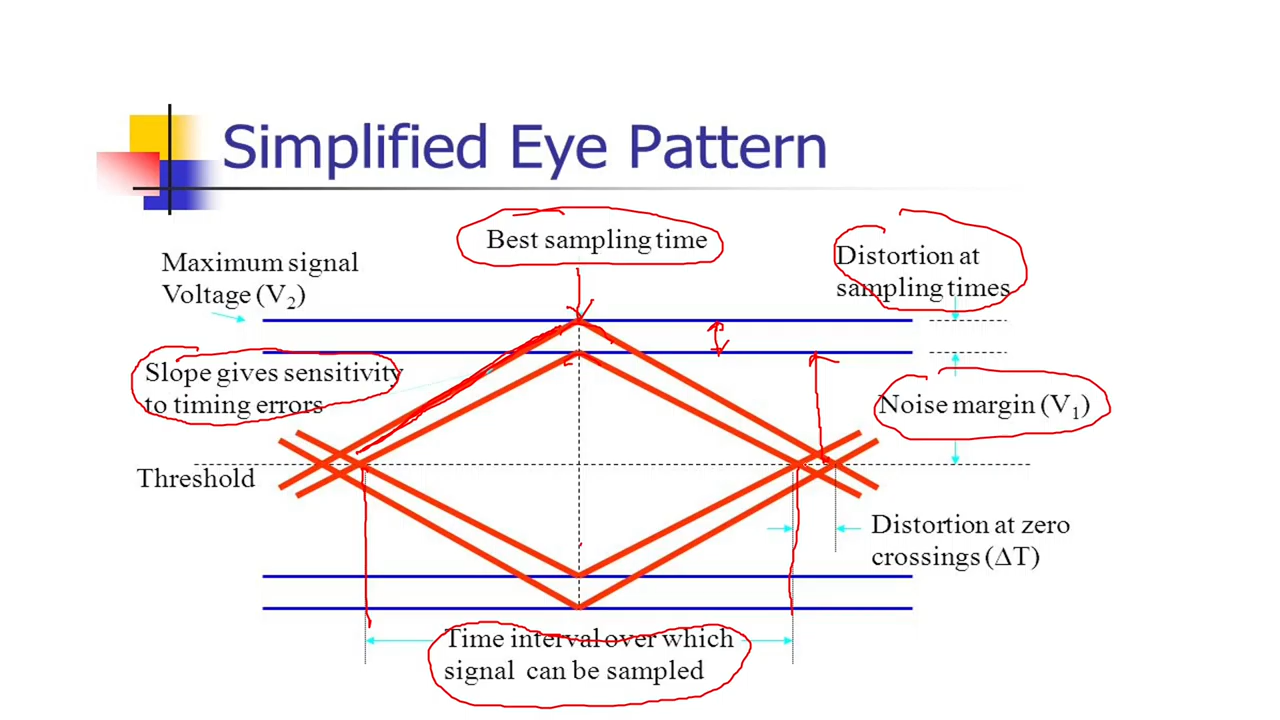 Simplified Eye Pattern
Best sampling time
Distortion at
sampling times
Maximum signal
Voltage (V₂)
Slope gives sensitivity
to timing errors
Noise margin (V₁)
Threshold
Distortion at zero
crossings (ΔT)
Time interval over which
signal can be sampled